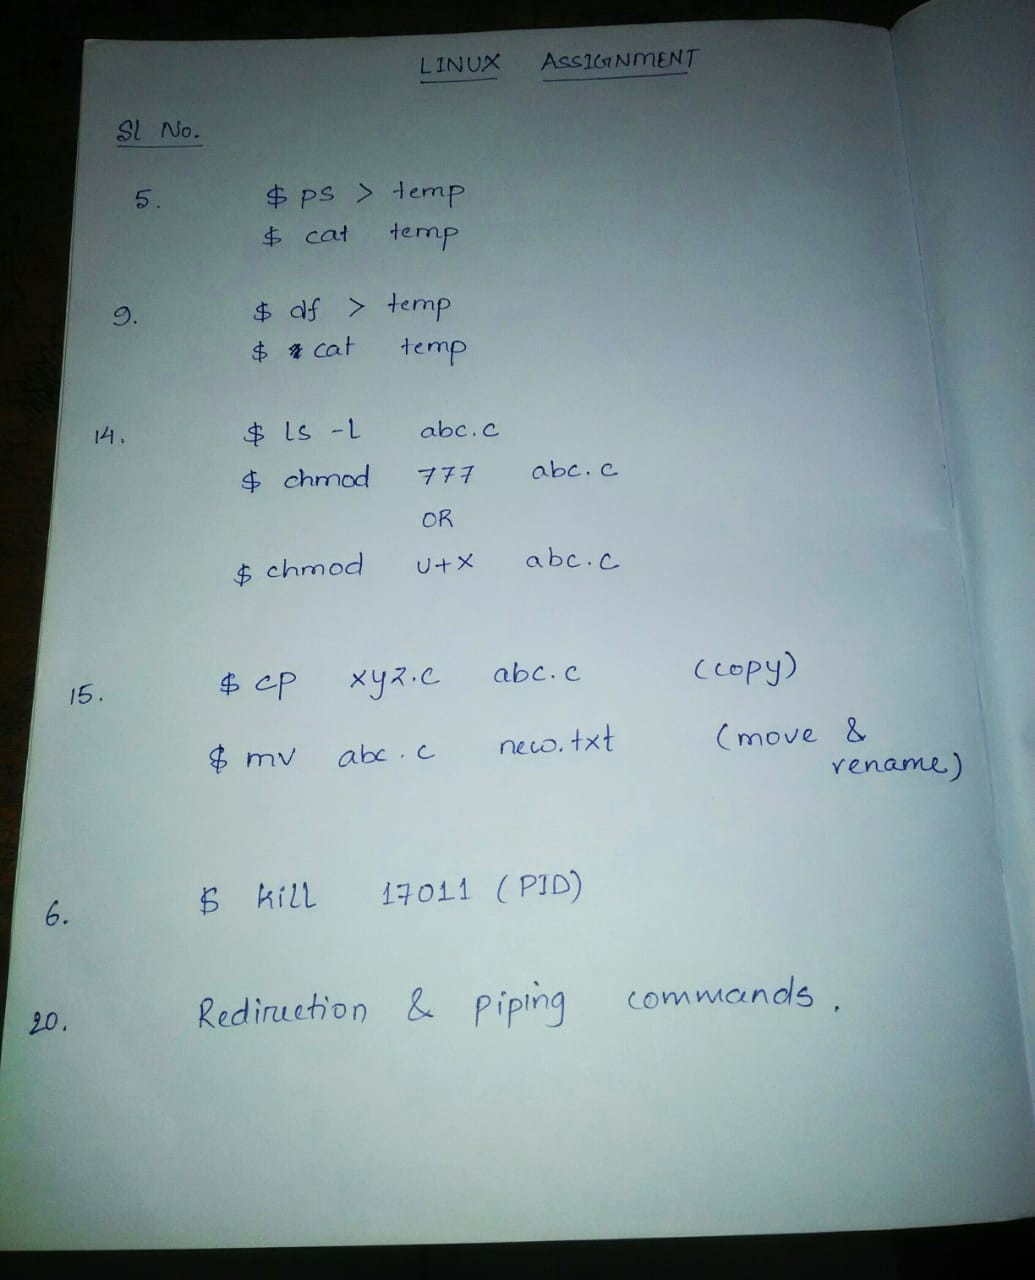 LINUX ASSIGNMENT
Sl No.
5. $ ps > temp
$ cat temp
9. $ df > temp
$ cat temp
14. $ ls -l abc.c
$ chmod 777 abc.c
OR
$ chmod u+x abc.c
15. $ cp xyz.c abc.c (copy)
$ mv abc.c new.txt (move &
rename)
6. $ kill 17011 (PID)
20. Redirection & piping commands.